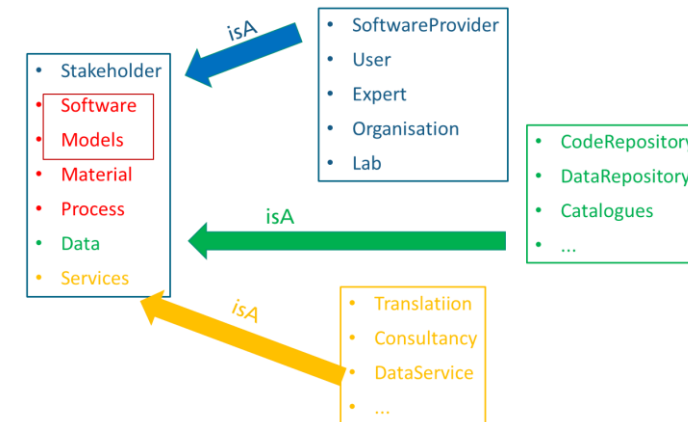 isA
• Stakeholder
• Software
• Models
• Material
• Process
• Data
• Services
• SoftwareProvider
• User
• Expert
• Organisation
• Lab
isA
• CodeRepository
• DataRepository
• Catalogues
• ...
isA
• Translatiion
• Consultancy
• DataService
• ...